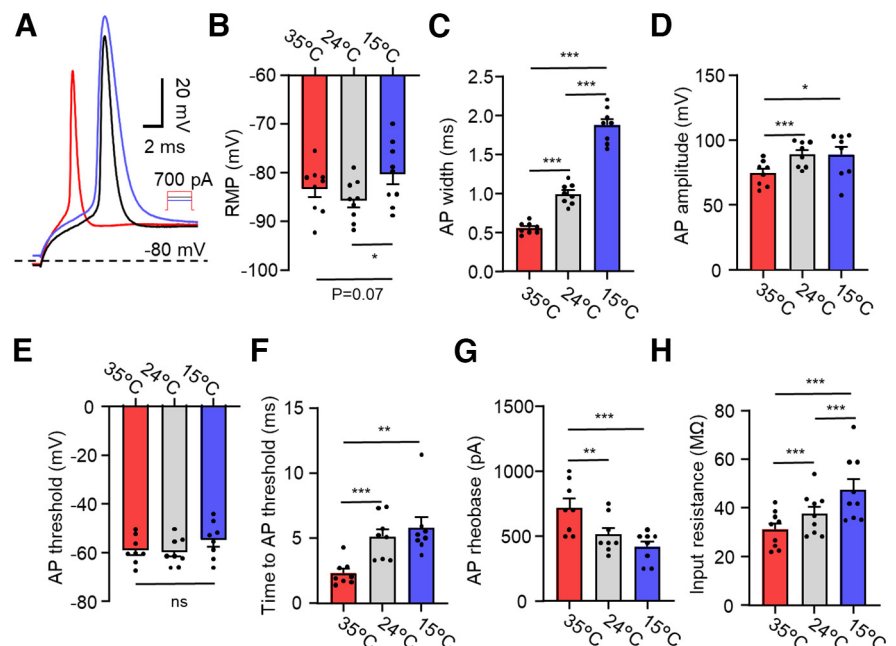 A
20 mV
2 ms
700 pA
-80 mV
B
35°C
24°C
15°C
-60
-70
-80
-90
-100
RMP (mV)
*
P=0.07
C
***
***
***
2.5
2.0
1.5
1.0
0.5
0.0
AP width (ms)
35°C
24°C
15°C
D
*
***
150
100
50
0
AP amplitude (mV)
35°C
24°C
15°C
E
35°C
24°C
15°C
0
-20
-40
-60
-80
AP threshold (mV)
ns
F
**
***
15
10
5
0
Time to AP threshold (ms)
35°C
24°C
15°C
G
***
**
1500
1000
500
0
AP rheobase (pA)
35°C
24°C
15°C
H
***
***
***
80
60
40
20
0
Input resistance (MΩ)
35°C
24°C
15°C